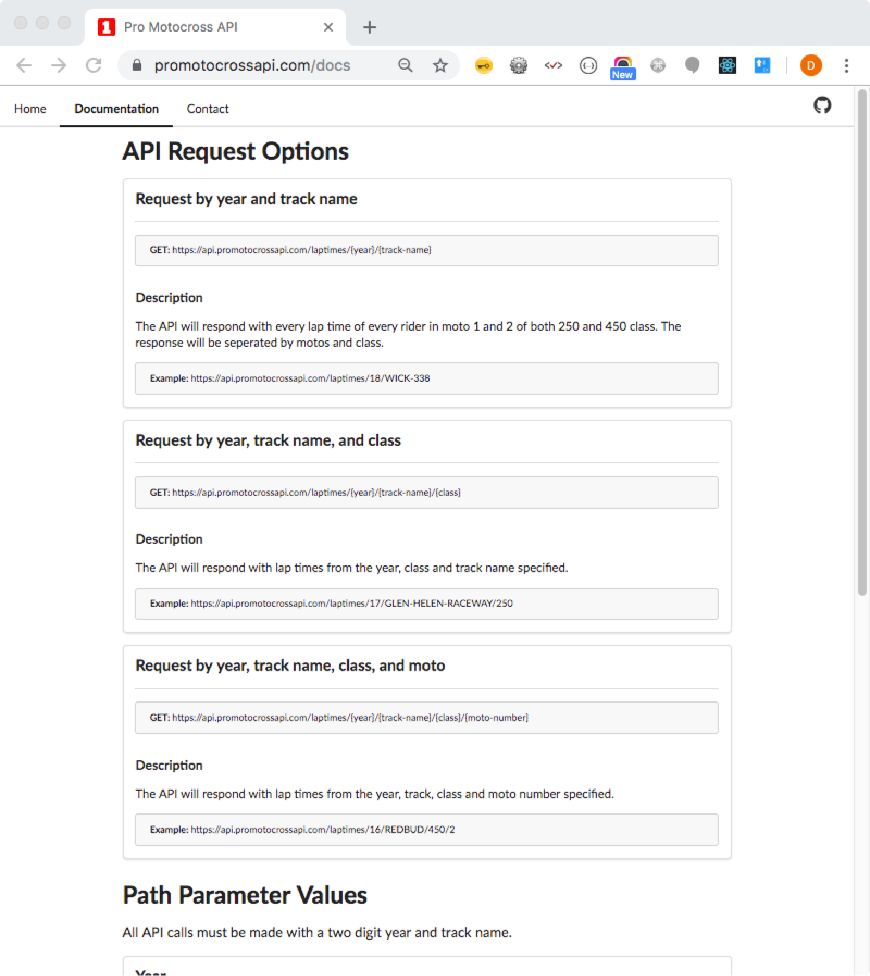 Pro Motocross API
promotocrossapi.com/docs
New
D
Home
Documentation
Contact
API Request Options
Request by year and track name
GET: https://api.promotocrossapi.com/laptimes/{year}/{track-name}
Description
The API will respond with every lap time of every rider in moto 1 and 2 of both 250 and 450 class. The
response will be seperated by motos and class.
Example: https://api.promotocrossapi.com/laptimes/18/WICK-338
Request by year, track name, and class
GET: https://api.promotocrossapi.com/laptimes/{year}/{track-name}/{class}
Description
The API will respond with lap times from the year, class and track name specified.
Example: https://api.promotocrossapi.com/laptimes/17/GLEN-HELEN-RACEWAY/250
Request by year, track name, class, and moto
GET: https://api.promotocrossapi.com/laptimes/{year}/{track-name}/{class}/{moto-number}
Description
The API will respond with lap times from the year, track, class and moto number specified.
Example: https://api.promotocrossapi.com/laptimes/16/REDBUD/450/2
Path Parameter Values
All API calls must be made with a two digit year and track name.
Year